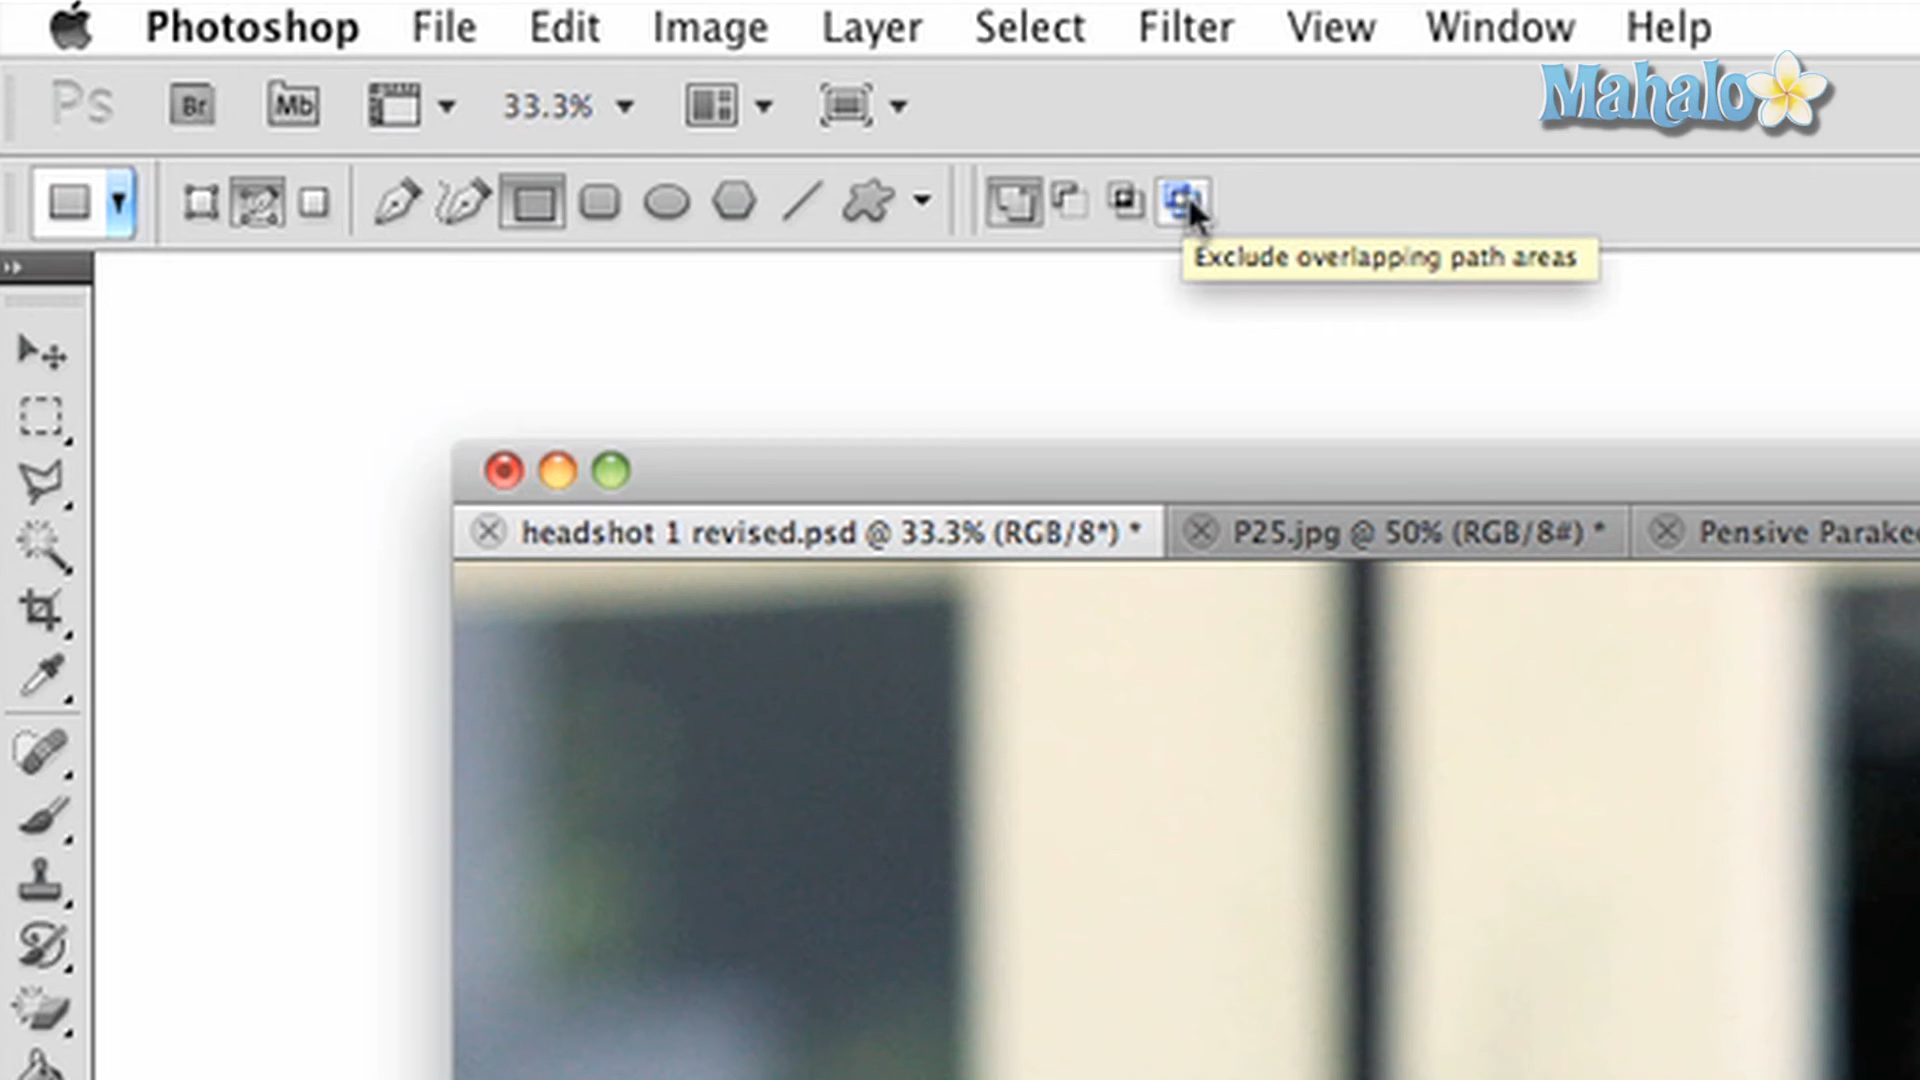 Photoshop File Edit Image Layer Select Filter View Window Help
Mahalo
Ps Br Mb 33.3%
Exclude overlapping path areas
headshot 1 revised.psd @ 33.3% (RGB/8*) * P25.jpg @ 50% (RGB/8#) * Pensive